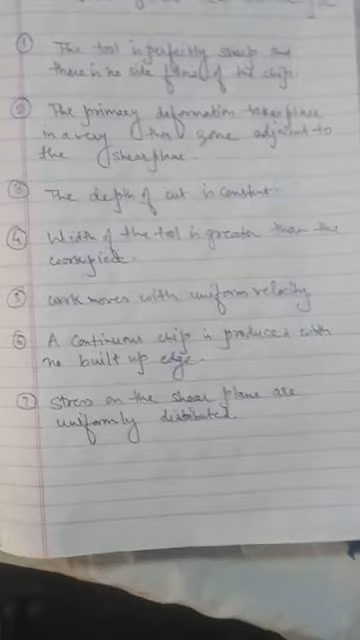 ① The tool is perfectly sharp and
there is no side flow of the chip.
② The primary deformation takes place
in a very thin zone adjacent to
the shear plane.
③ The depth of cut is constant.
④ Width of the tool is greater than the
workpiece.
⑤ work moves with uniform velocity
⑥ A continuous chip is produced with
no built up edge.
⑦ Stress on the shear plane are
uniformly distributed.